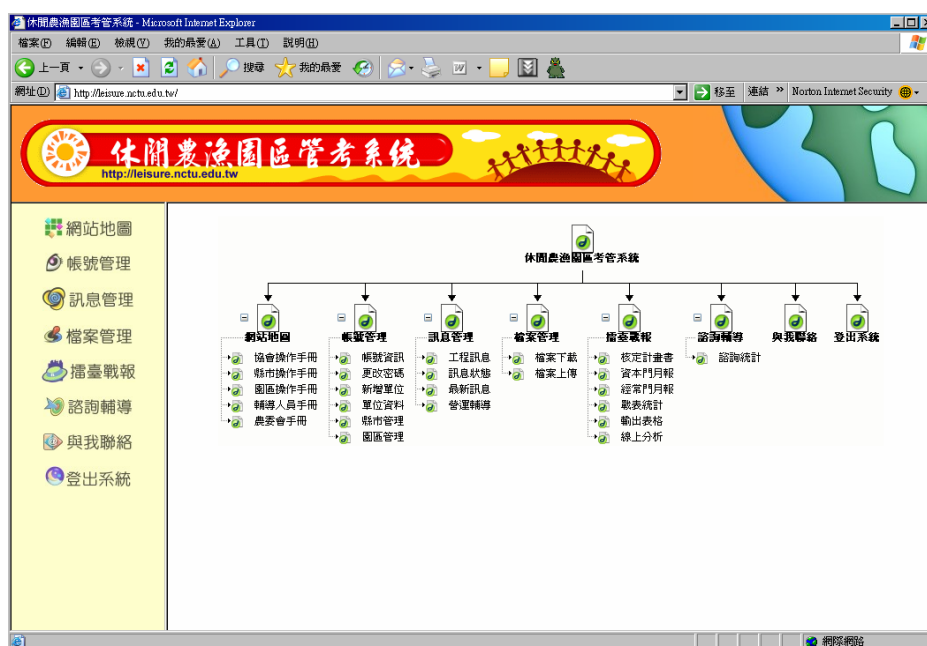 休閒農漁園區考管系統 - Microsoft Internet Explorer
檔案(F) 編輯(E) 檢視(V) 我的最愛(A) 工具(T) 說明(H)
上一頁 搜尋 我的最愛
網址(D) http://leisure.nctu.edu.tw/ 移至 連結 » Norton Internet Security
休閒農漁園區管考系統
http://leisure.nctu.edu.tw
網站地圖
帳號管理
訊息管理
檔案管理
擂臺戰報
諮詢輔導
與我聯絡
登出系統
休閒農漁園區考管系統
網站地圖
協會操作手冊
縣市操作手冊
園區操作手冊
輔導人員手冊
農委會手冊
帳號管理
帳號資訊
更改密碼
新增單位
單位資料
縣市管理
園區管理
訊息管理
工程訊息
訊息狀態
最新訊息
營運輔導
檔案管理
檔案下載
檔案上傳
擂臺戰報
核定計畫書
資本門月報
經常門月報
戰表統計
輸出表格
線上分析
諮詢輔導
諮詢統計
與我聯絡
登出系統
網際網路